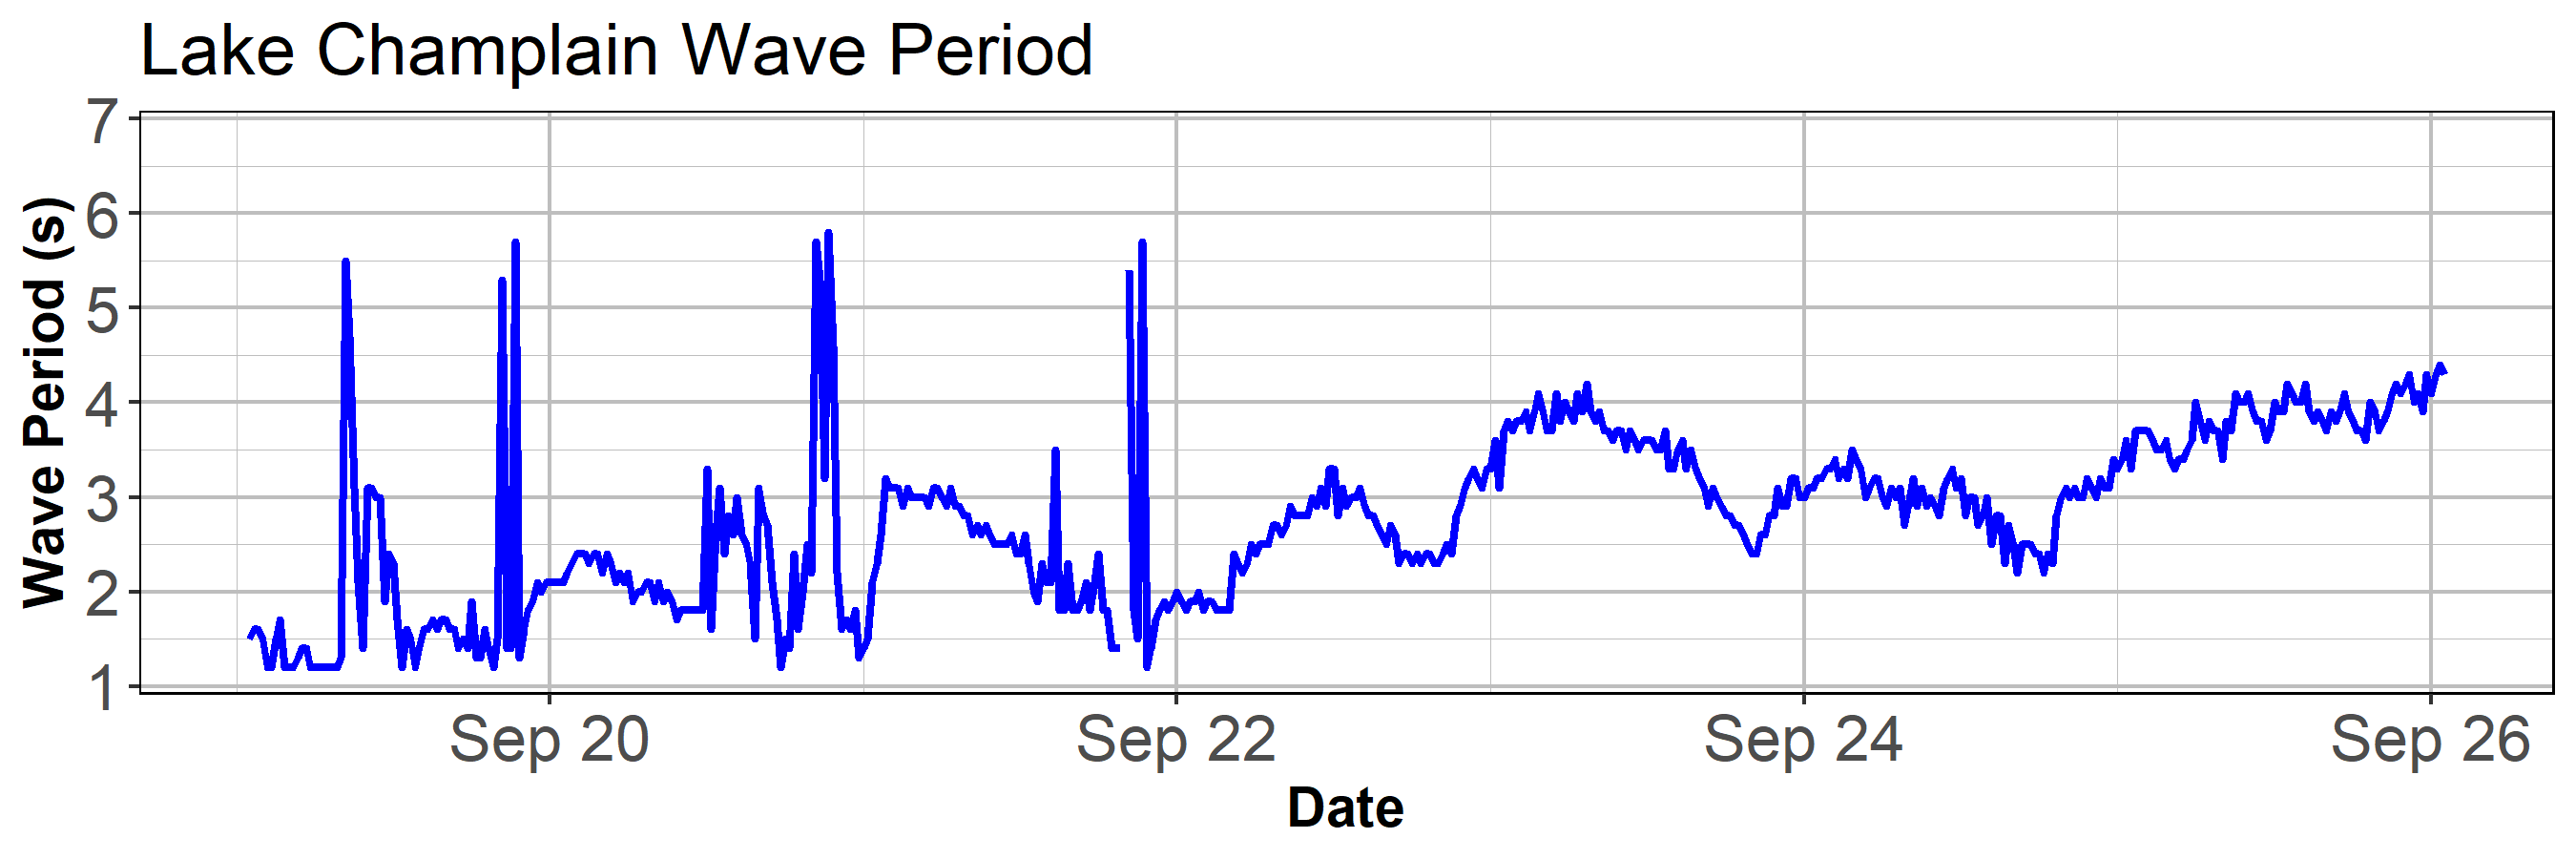 Lake Champlain Wave Period
7
6
5
4
3
2
1
Wave Period (s)
Sep 20
Sep 22
Sep 24
Sep 26
Date